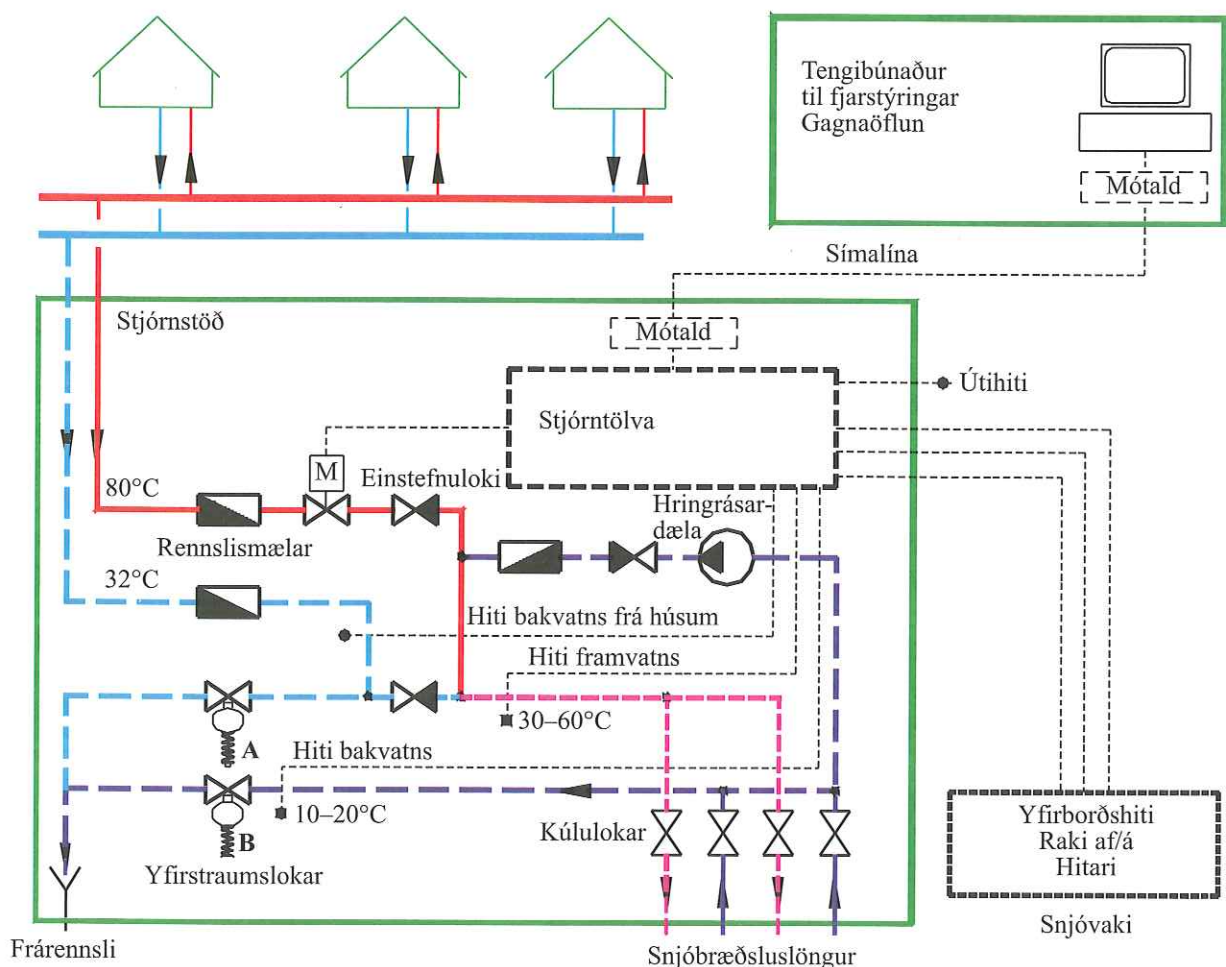 Tengibúnaður
til fjarstýringar
Gagnaöflun
Mótald
Símalína
Stjórnstöð
Mótald
Útihiti
Stjórntölva
M
Einstefnuloki
80°C
Hringrásar-
dæla
Rennslismælar
32°C
Hiti bakvatns frá húsum
Hiti framvatns
30–60°C
A
Hiti bakvatns
10–20°C
Kúlulokar
B
Yfirstraumslokar
Yfirborðshiti
Raki af/á
Hitari
Snjóvaki
Frárennsli
Snjóbræðsluslöngur